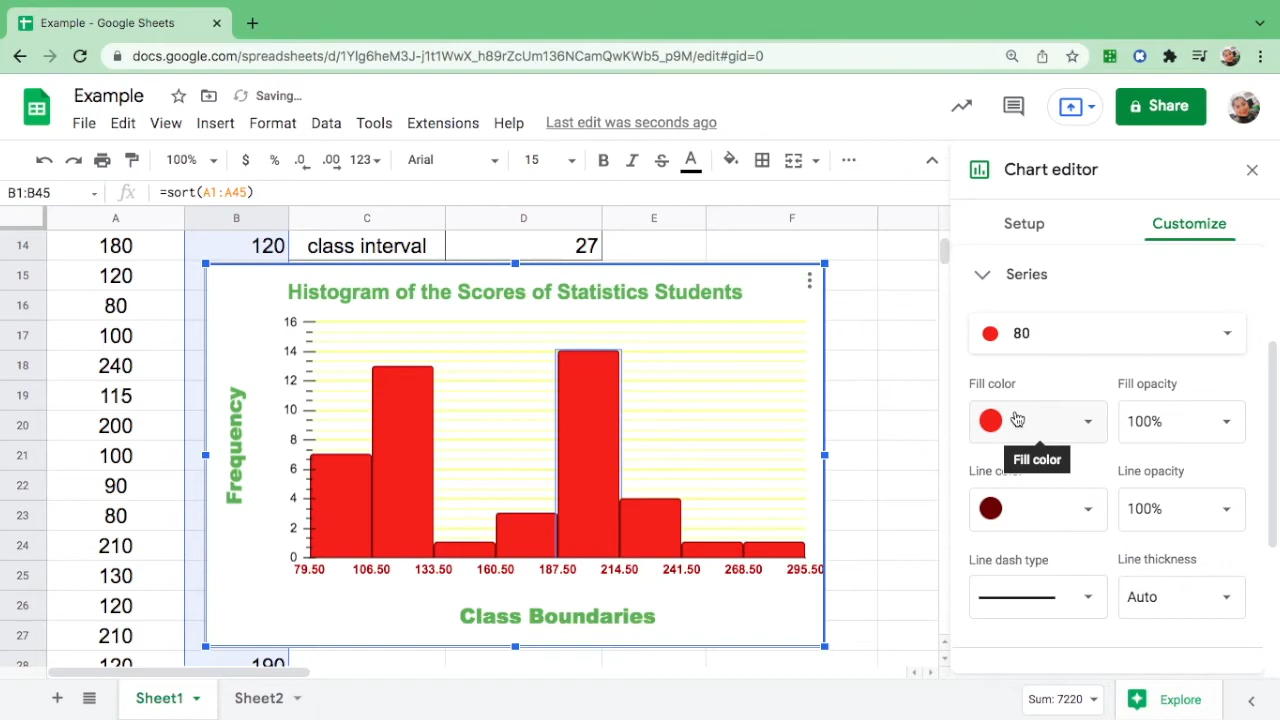 Example - Google Sheets
docs.google.com/spreadsheets/d/1YIg6heM3J-j1t1WwX_h89rZcUm136NCamQwKWb5_p9M/edit#gid=0
Example
Saving...
File Edit View Insert Format Data Tools Extensions Help Last edit was seconds ago
Share
100% $ % .0 .00 123 Arial 15 B I S A
B1:B45 fx =sort(A1:A45)
A B C D E F
14 180 120 class interval 27
15 120
16 80
17 100
18 240
19 115
20 200
21 100
22 90
23 80
24 210
25 130
26 120
27 210
28 120 190
Histogram of the Scores of Statistics Students
Frequency
16
14
12
10
8
6
4
2
0
79.50 106.50 133.50 160.50 187.50 214.50 241.50 268.50 295.50
Class Boundaries
Chart editor
Setup Customize
Series
80
Fill color Fill opacity
100%
Fill color
Line Line opacity
100%
Line dash type Line thickness
Auto
Sheet1 Sheet2 Sum: 7220 Explore